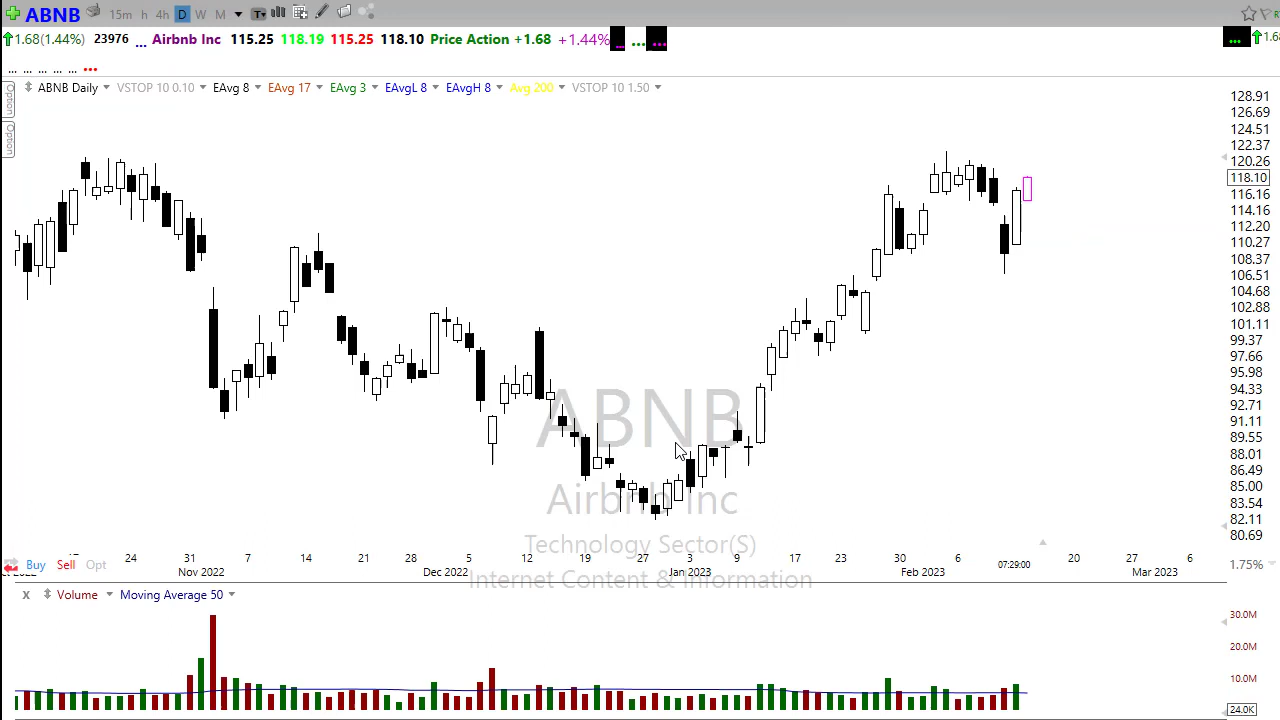 ABNB 15m h 4h D W M
1.68(1.44%) 23976 ... Airbnb Inc 115.25 118.19 115.25 118.10 Price Action +1.68 +1.44% ... ... ...
... ... ... ... ... ...
ABNB Daily VSTOP 10 0.10 EAvg 8 EAvg 17 EAvg 3 EAvgL 8 EAvgH 8 Avg 200 VSTOP 10 1.50
Option
Option
128.91
126.69
124.51
122.37
120.26
118.10
116.16
114.16
112.20
110.27
108.37
106.51
104.68
102.88
101.11
99.37
97.66
95.98
94.33
92.71
91.11
89.55
88.01
86.49
85.00
83.54
82.11
80.69
ABNB
Airbnb Inc
Technology Sector(S)
Internet Content & Information
24 31 7 14 21 28 5 12 19 27 3 9 17 23 30 6 07:29:00 20 27 6
Buy Sell Opt 1.75%
2022 Nov 2022 Dec 2022 Jan 2023 Feb 2023 Mar 2023
x Volume Moving Average 50
30.0M
20.0M
10.0M
24.0K